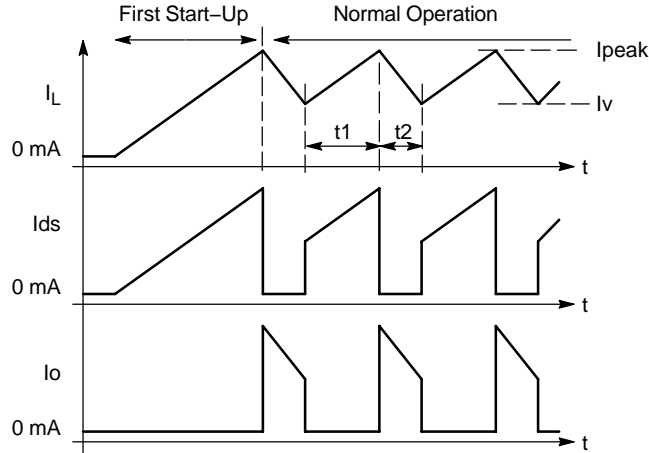 First Start–Up
Normal Operation
Ipeak
IL
Iv
t1
t2
0 mA
t
Ids
0 mA
t
Io
0 mA
t